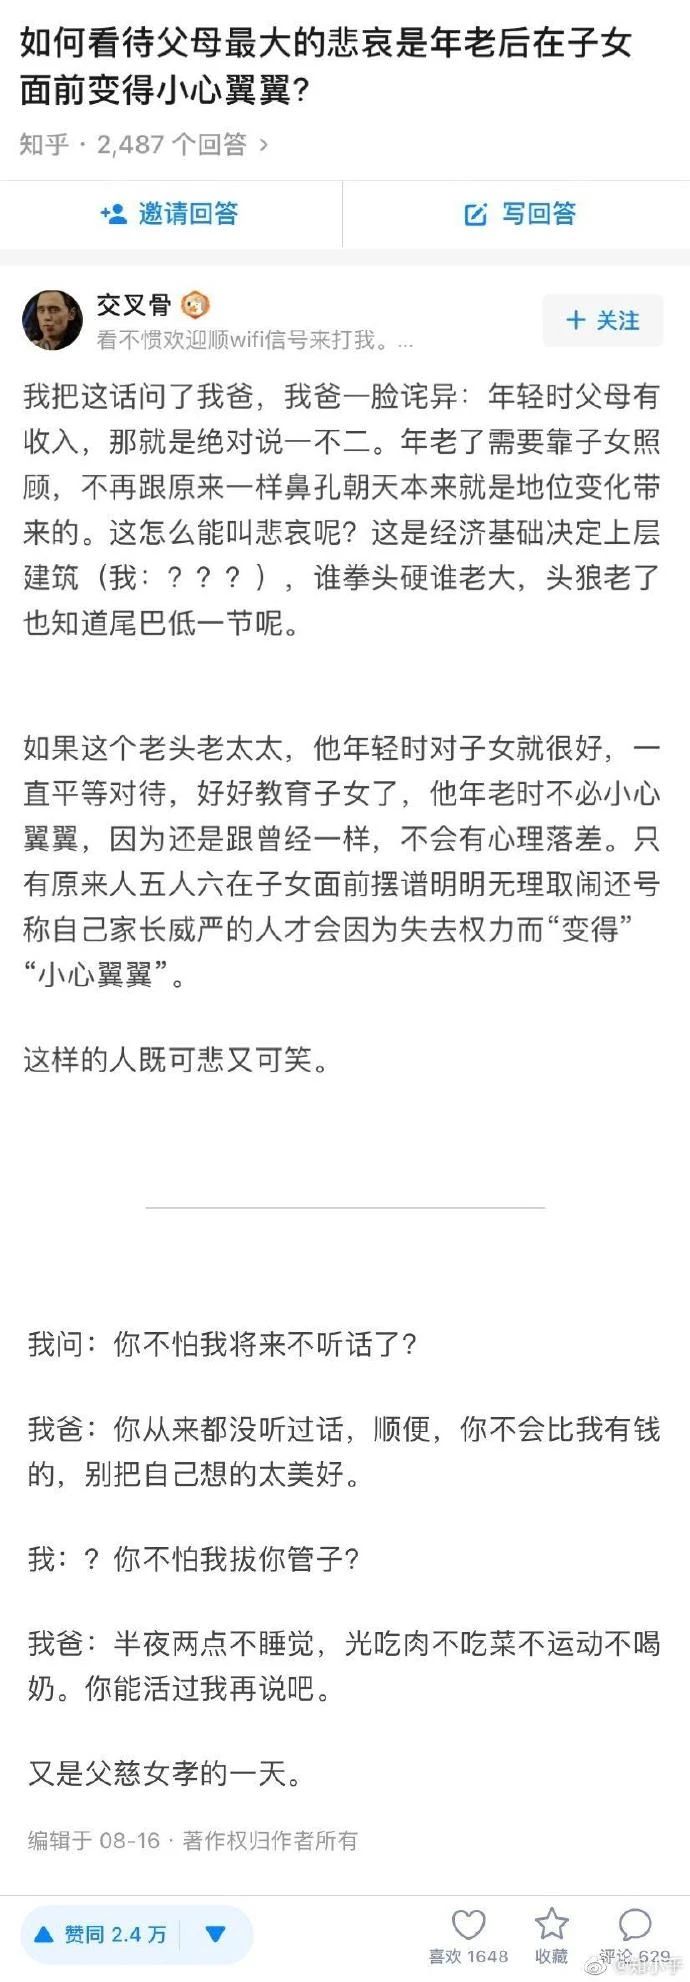 如何看待父母最大的悲哀是年老后在子女
面前变得小心翼翼?
知乎 · 2,487 个回答 >
邀请回答
写回答
交叉骨
看不惯欢迎顺wifi信号来打我。...
+ 关注
我把这话问了我爸，我爸一脸诧异：年轻时父母有
收入，那就是绝对说一不二。年老了需要靠子女照
顾，不再跟原来一样鼻孔朝天本来就是地位变化带
来的。这怎么能叫悲哀呢？这是经济基础决定上层
建筑（我：？？？），谁拳头硬谁老大，头狼老了
也知道尾巴低一节呢。
如果这个老头老太太，他年轻时对子女就很好，一
直平等对待，好好教育子女了，他年老时不必小心
翼翼，因为还是跟曾经一样，不会有心理落差。只
有原来人五人六在子女面前摆谱明明无理取闹还号
称自己家长威严的人才会因为失去权力而“变得”
“小心翼翼”。
这样的人既可悲又可笑。
我问：你不怕我将来不听话了?
我爸：你从来都没听过话，顺便，你不会比我有钱
的，别把自己想的太美好。
我：？你不怕我拔你管子?
我爸：半夜两点不睡觉，光吃肉不吃菜不运动不喝
奶。你能活过我再说吧。
又是父慈女孝的一天。
编辑于 08-16 · 著作权归作者所有
赞同 2.4 万
喜欢 1648
收藏
评论 629
@知小乎